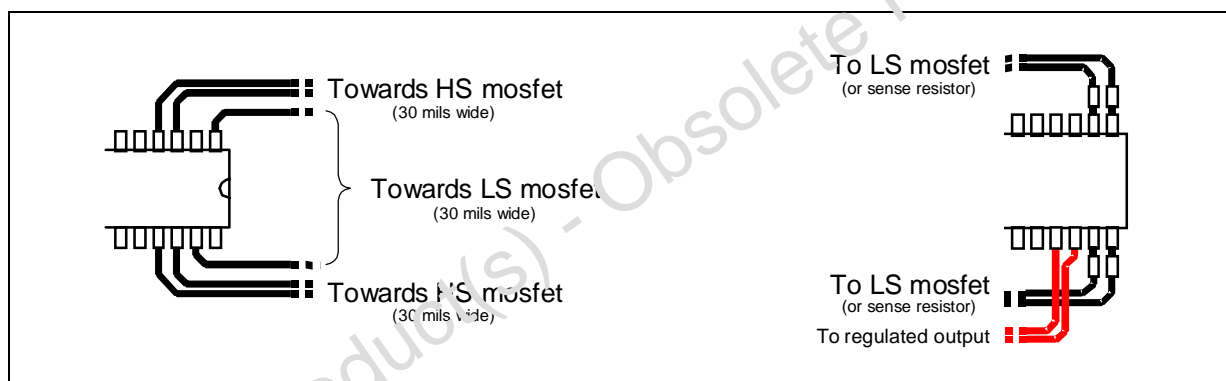 Towards HS mosfet
(30 mils wide)
Towards LS mosfet
(30 mils wide)
Towards HS mosfet
(30 mils wide)
To LS mosfet
(or sense resistor)
To LS mosfet
(or sense resistor)
To regulated output
duct(s) - Obsolete